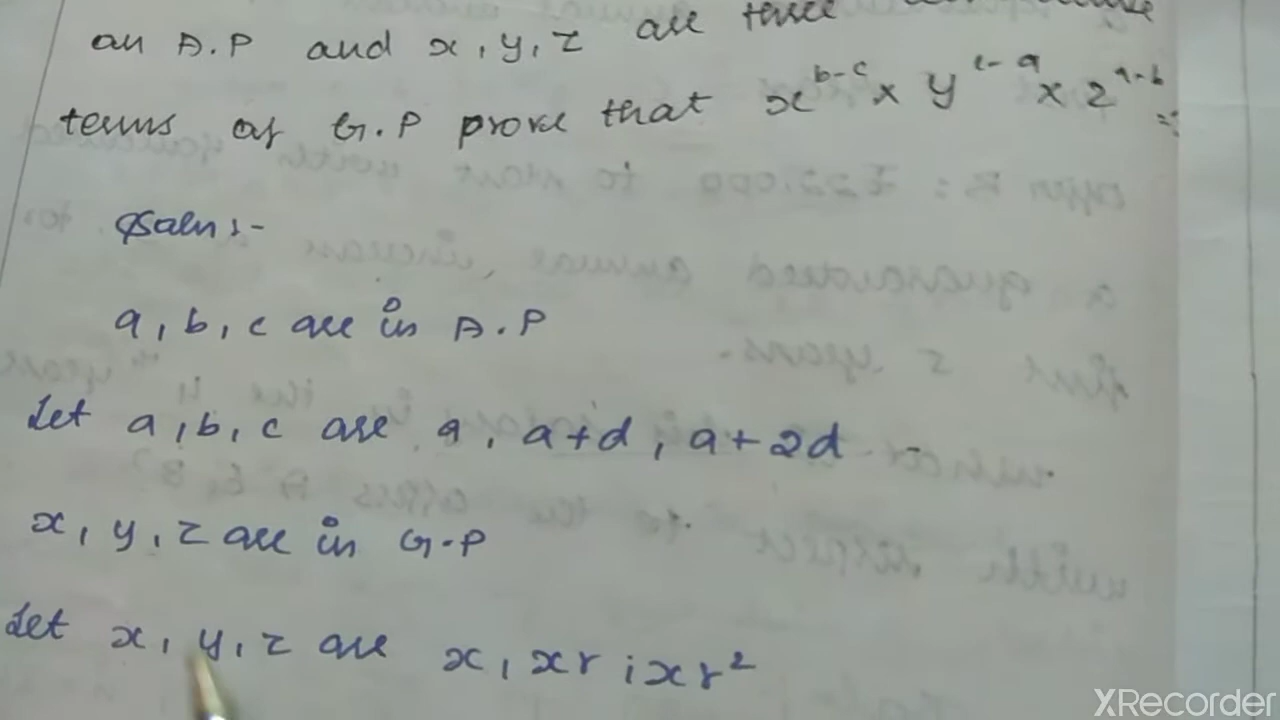 an A.P and x, y, z are three
terms of G.P prove that x^{b-c} × y^{c-a} × z^{a-b} =
Soln:-
a, b, c are in A.P
Let a, b, c are a, a+d, a+2d
x, y, z are in G.P
Let x, y, z are x, xr, xr²
XRecorder